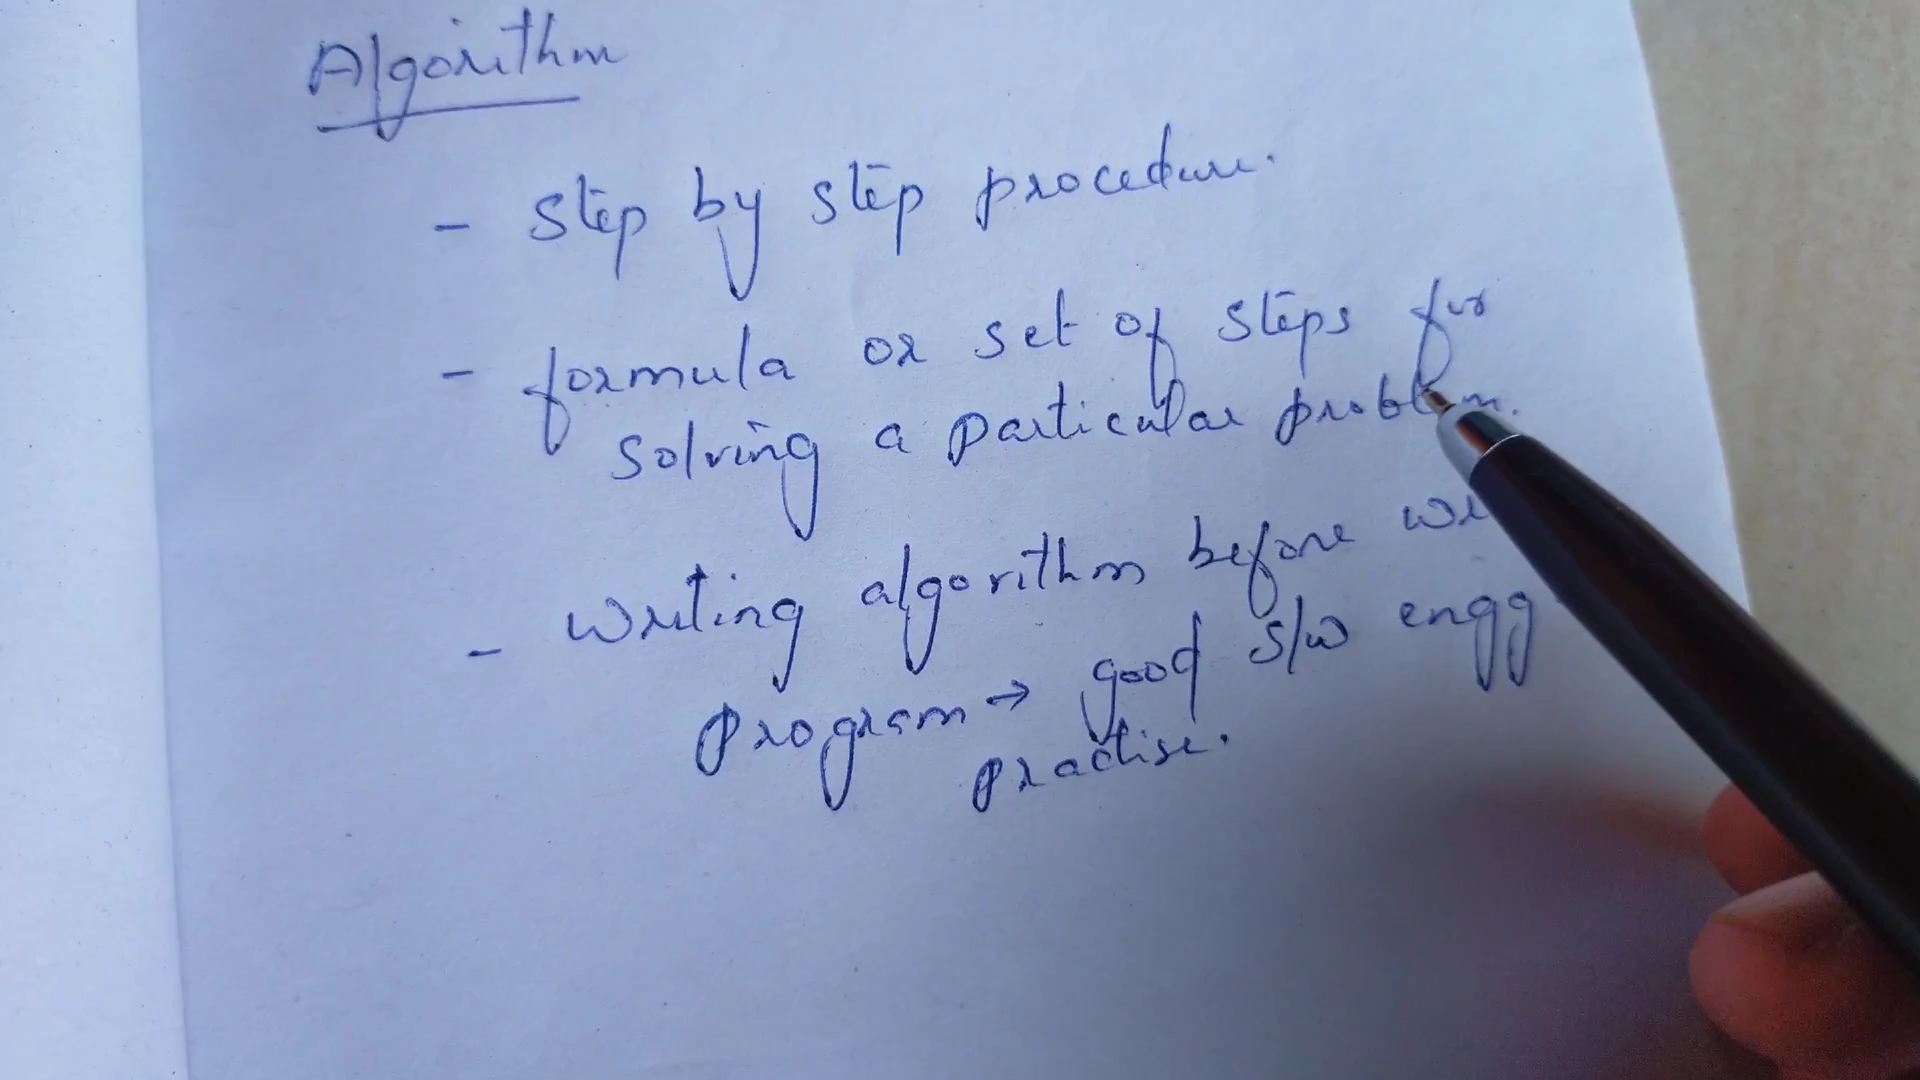 Algorithm
- Step by step procedure.
- formula or set of steps for
solving a particular problem.
- writing algorithm before
program → good s/w engg
practise.